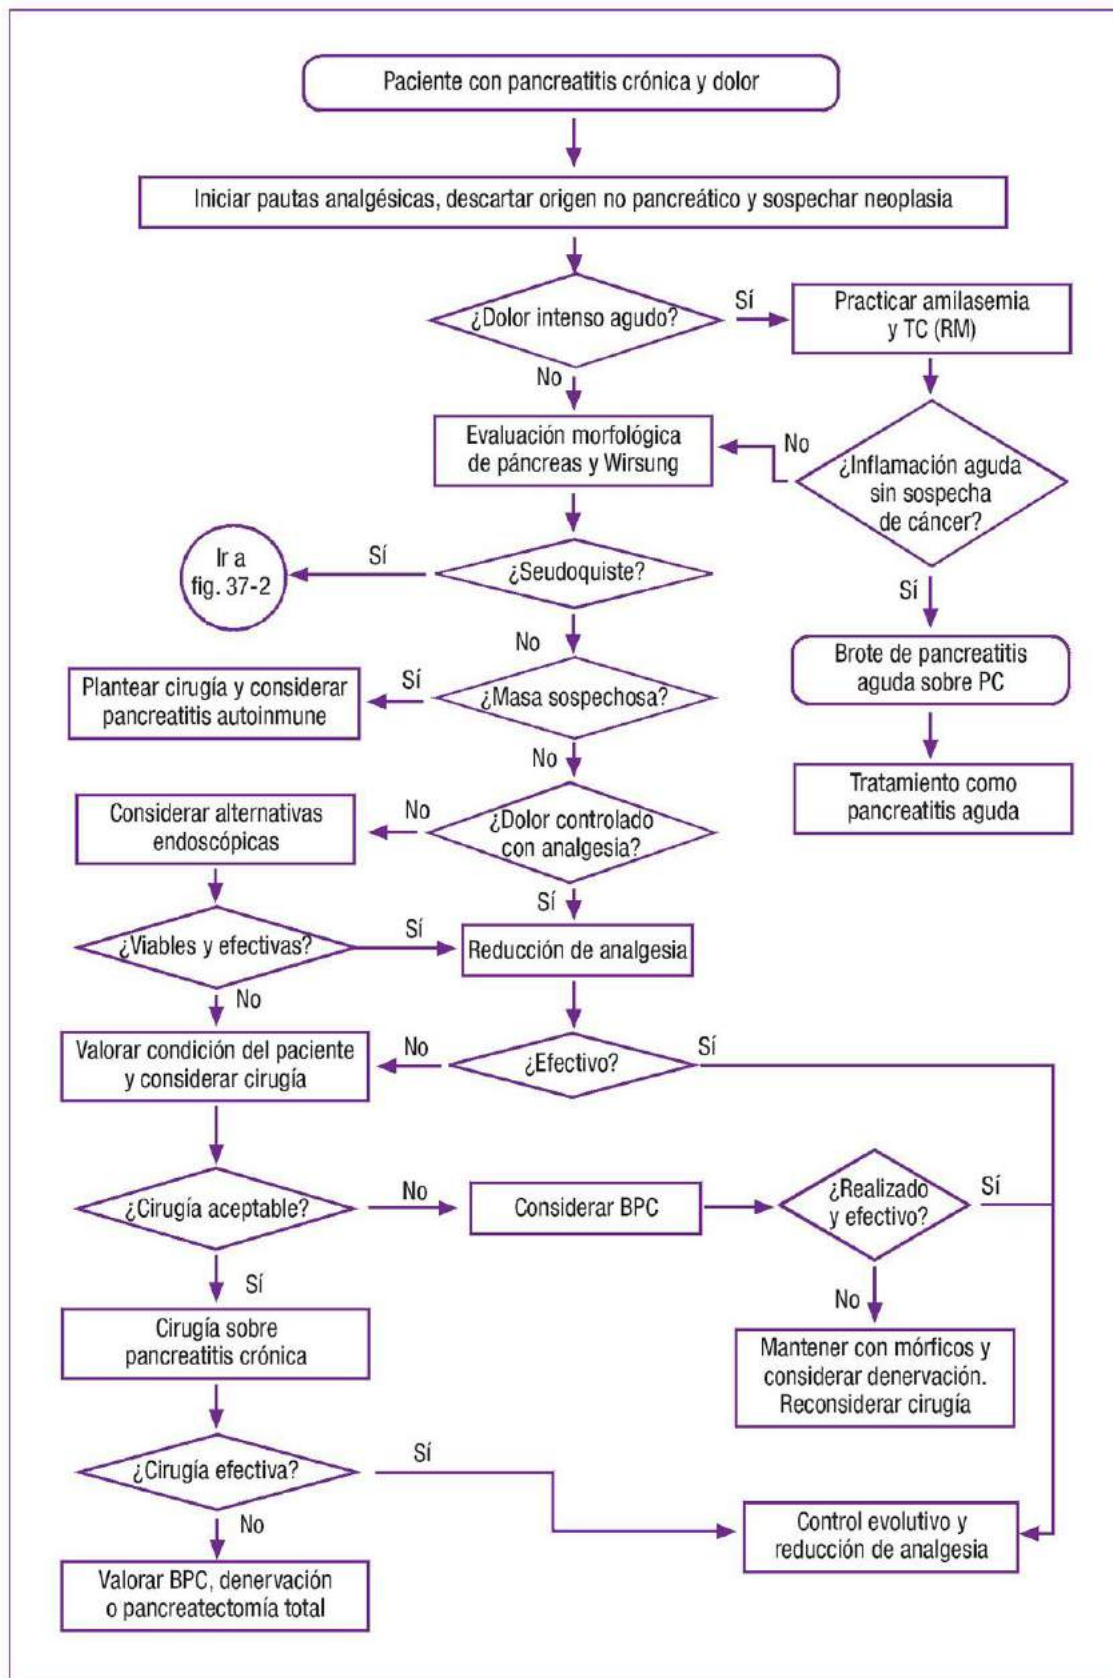 Paciente con pancreatitis crónica y dolor
Iniciar pautas analgésicas, descartar origen no pancreático y sospechar neoplasia
¿Dolor intenso agudo?
Sí
Practicar amilasemia
y TC (RM)
No
Evaluación morfológica
de páncreas y Wirsung
No
¿Inflamación aguda
sin sospecha
de cáncer?
Ir a
fig. 37-2
Sí
¿Seudoquiste?
Sí
No
Brote de pancreatitis
aguda sobre PC
Plantear cirugía y considerar
pancreatitis autoinmune
Sí
¿Masa sospechosa?
No
Tratamiento como
pancreatitis aguda
Considerar alternativas
endoscópicas
No
¿Dolor controlado
con analgesia?
Sí
¿Viables y efectivas?
Sí
Reducción de analgesia
No
Valorar condición del paciente
y considerar cirugía
No
¿Efectivo?
Sí
¿Cirugía aceptable?
No
Considerar BPC
¿Realizado
y efectivo?
Sí
Sí
No
Cirugía sobre
pancreatitis crónica
Mantener con mórficos y
considerar denervación.
Reconsiderar cirugía
¿Cirugía efectiva?
Sí
No
Control evolutivo y
reducción de analgesia
Valorar BPC, denervación
o pancreatectomía total